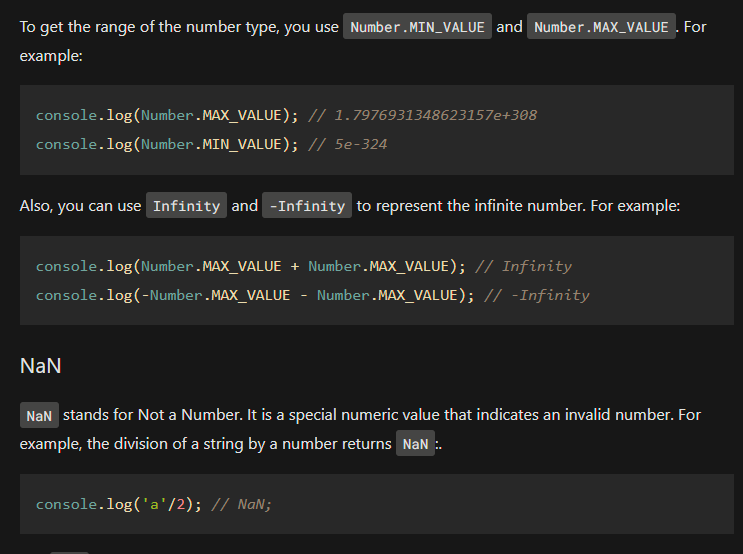 To get the range of the number type, you use Number.MIN_VALUE and Number.MAX_VALUE. For
example:
console.log(Number.MAX_VALUE); // 1.7976931348623157e+308
console.log(Number.MIN_VALUE); // 5e-324
Also, you can use Infinity and -Infinity to represent the infinite number. For example:
console.log(Number.MAX_VALUE + Number.MAX_VALUE); // Infinity
console.log(-Number.MAX_VALUE - Number.MAX_VALUE); // -Infinity
NaN
NaN stands for Not a Number. It is a special numeric value that indicates an invalid number. For
example, the division of a string by a number returns NaN:.
console.log('a'/2); // NaN;